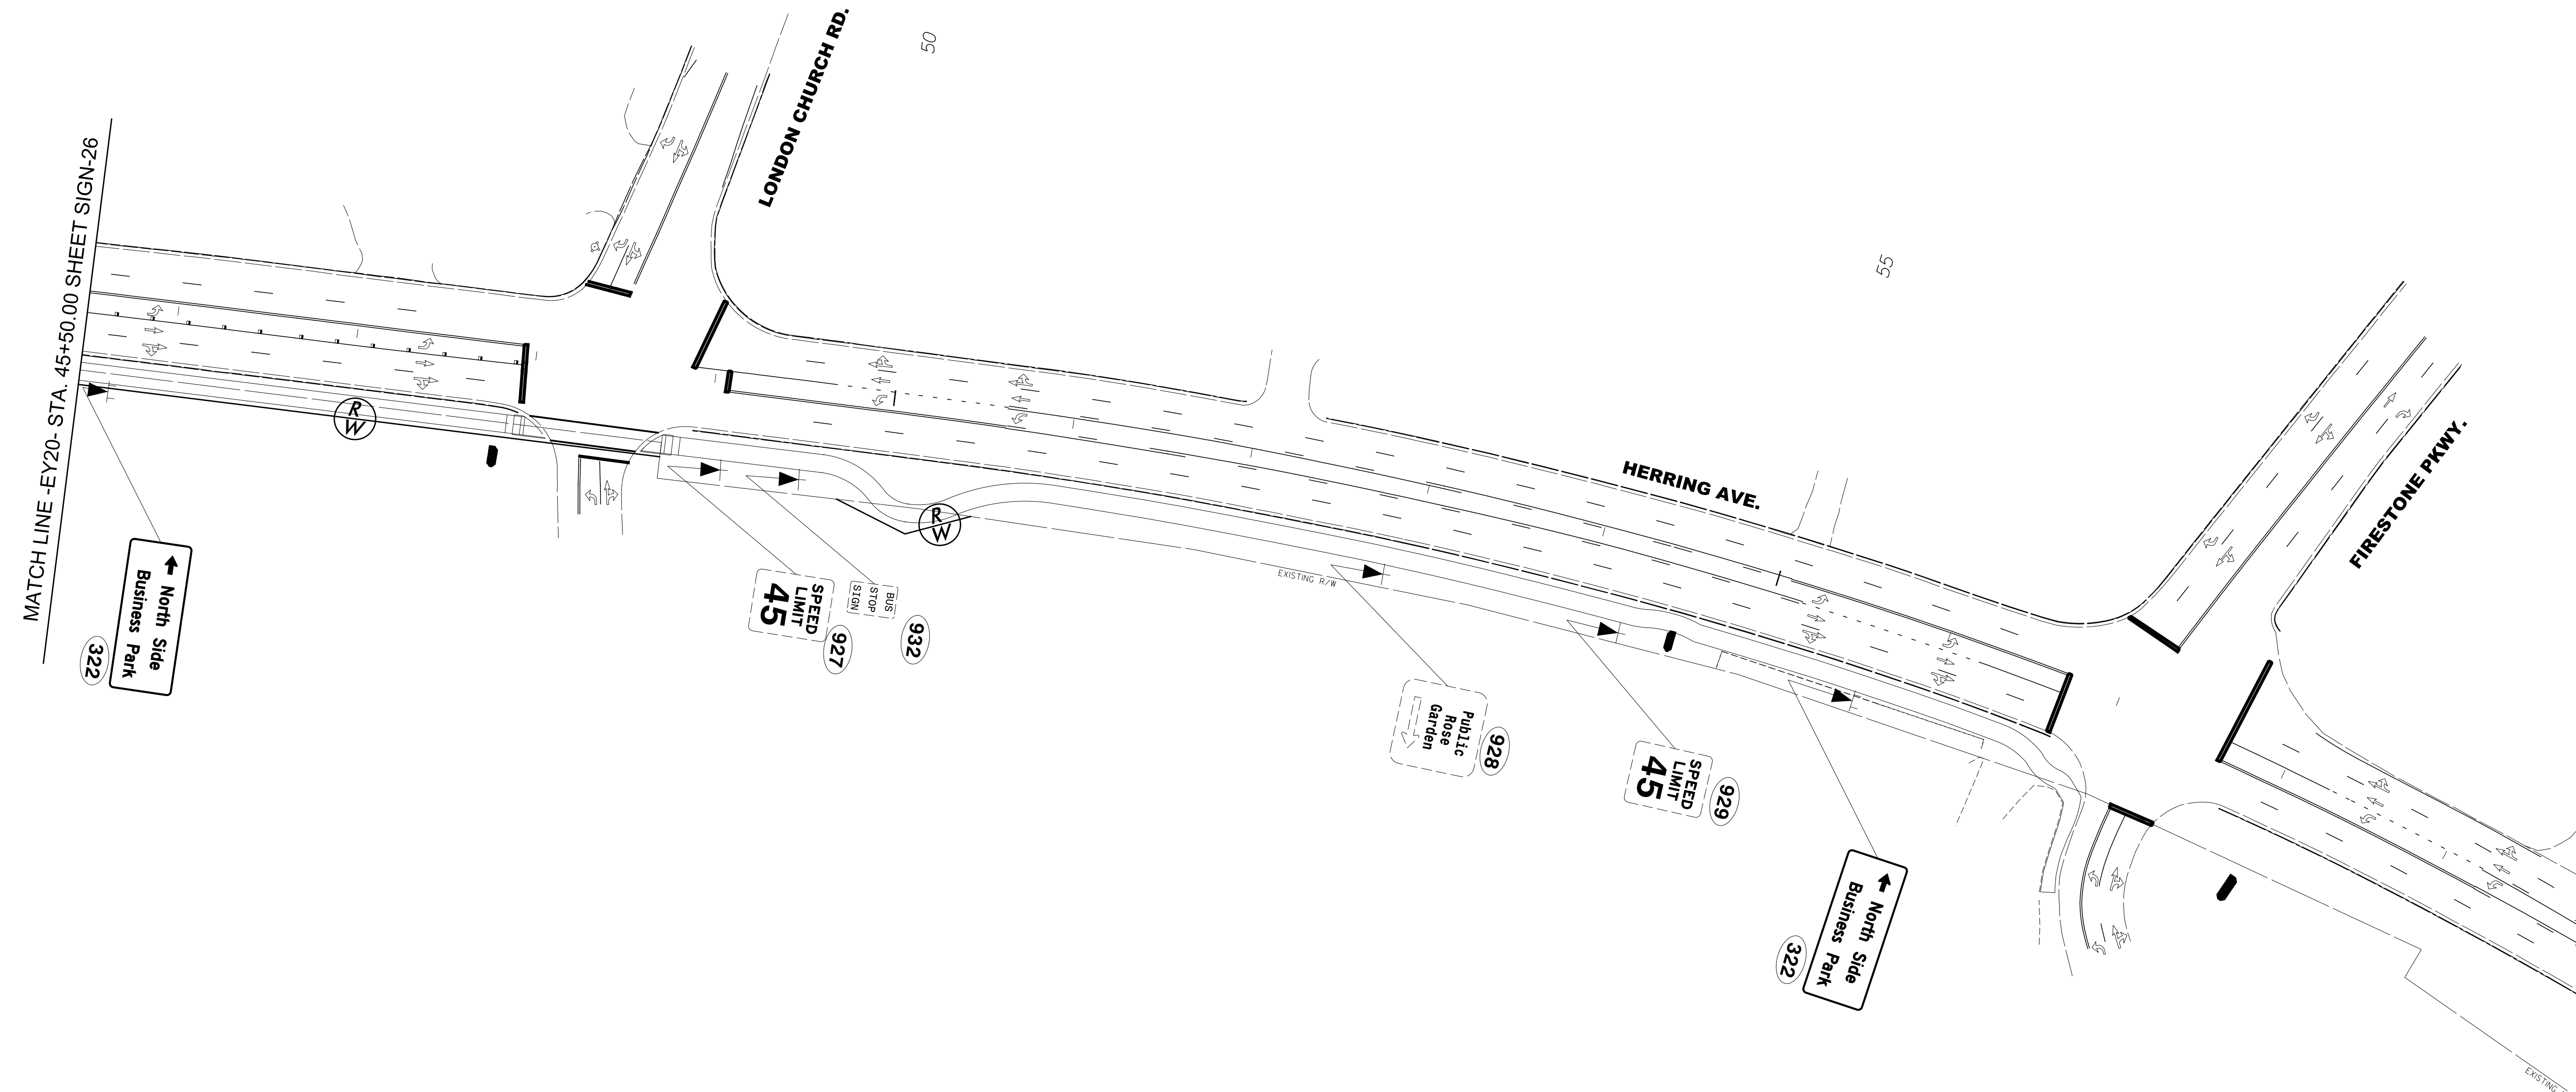 MATCH LINE -EY20- STA. 45+50.00 SHEET SIGN-26
LONDON CHURCH RD.
50
55
HERRING AVE.
FIRESTONE PKWY.
R
W
R
W
EXISTING R/W
North Side
Business Park
322
SPEED
LIMIT
45
927
BUS
STOP
SIGN
932
Public
Rose
Garden
928
SPEED
LIMIT
45
929
North Side
Business Park
322
EXISTING